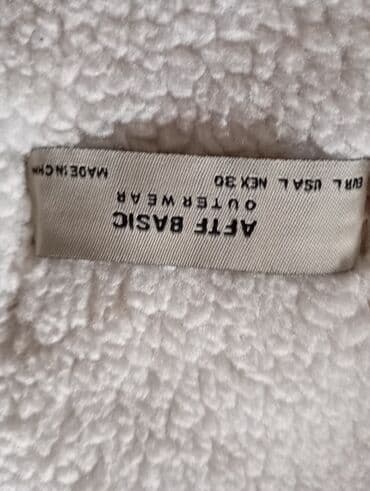 AFTF BASIC
OUTERWEAR
EUR L USA L MEX 30 MADE IN CHINA